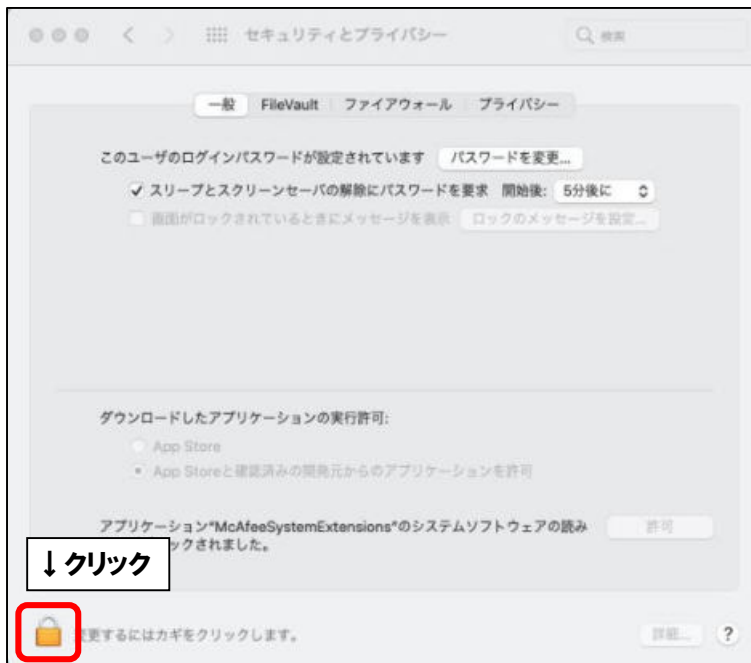 セキュリティとプライバシー
検索
一般 FileVault ファイアウォール プライバシー
このユーザのログインパスワードが設定されています パスワードを変更...
スリープとスクリーンセーバの解除にパスワードを要求 開始後: 5分後に
画面がロックされているときにメッセージを表示 ロックのメッセージを設定...
ダウンロードしたアプリケーションの実行許可:
App Store
App Storeと確認済みの開発元からのアプリケーションを許可
アプリケーション"McAfeeSystemExtensions"のシステムソフトウェアの読み 許可
ックされました。
↓クリック
変更するにはカギをクリックします。
詳細... ?